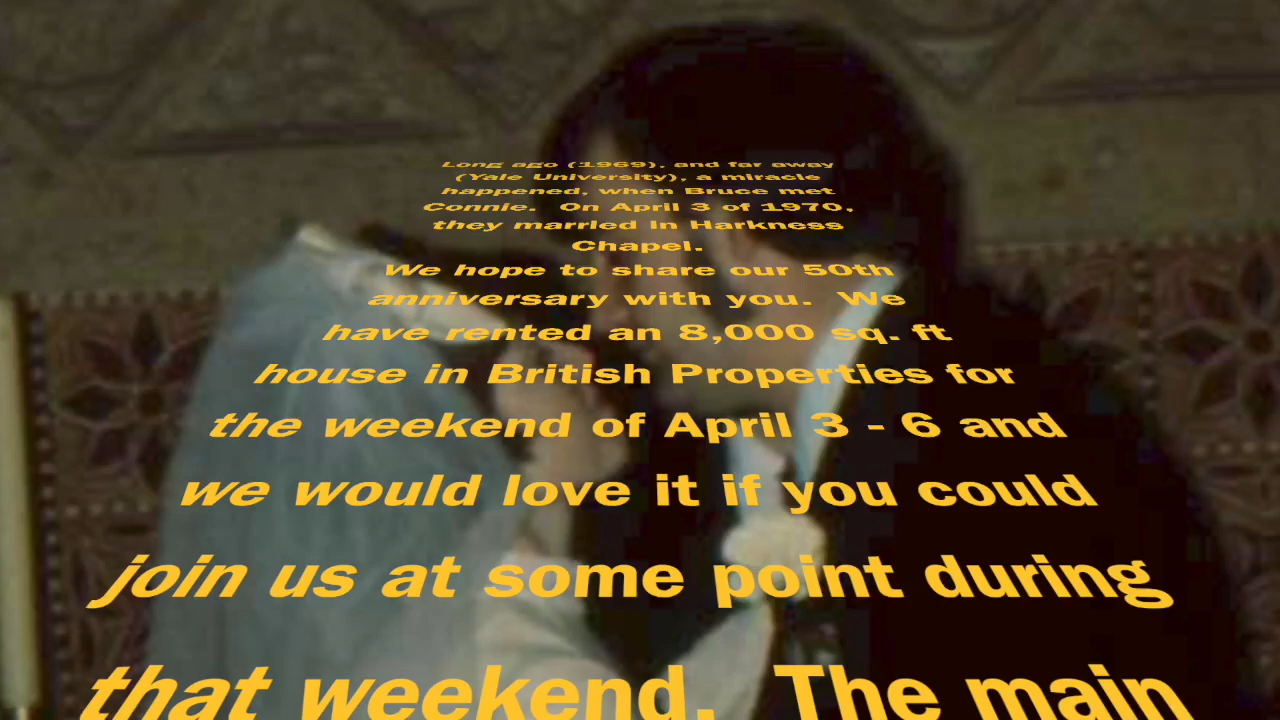 Long ago (1969), and far away
(Yale University), a miracle
happened, when Bruce met
Connie.  On April 3 of 1970,
they married in Harkness
Chapel.
We hope to share our 50th
anniversary with you.  We
have rented an 8,000 sq. ft
house in British Properties for
the weekend of April 3 - 6 and
we would love it if you could
join us at some point during
that weekend.  The main